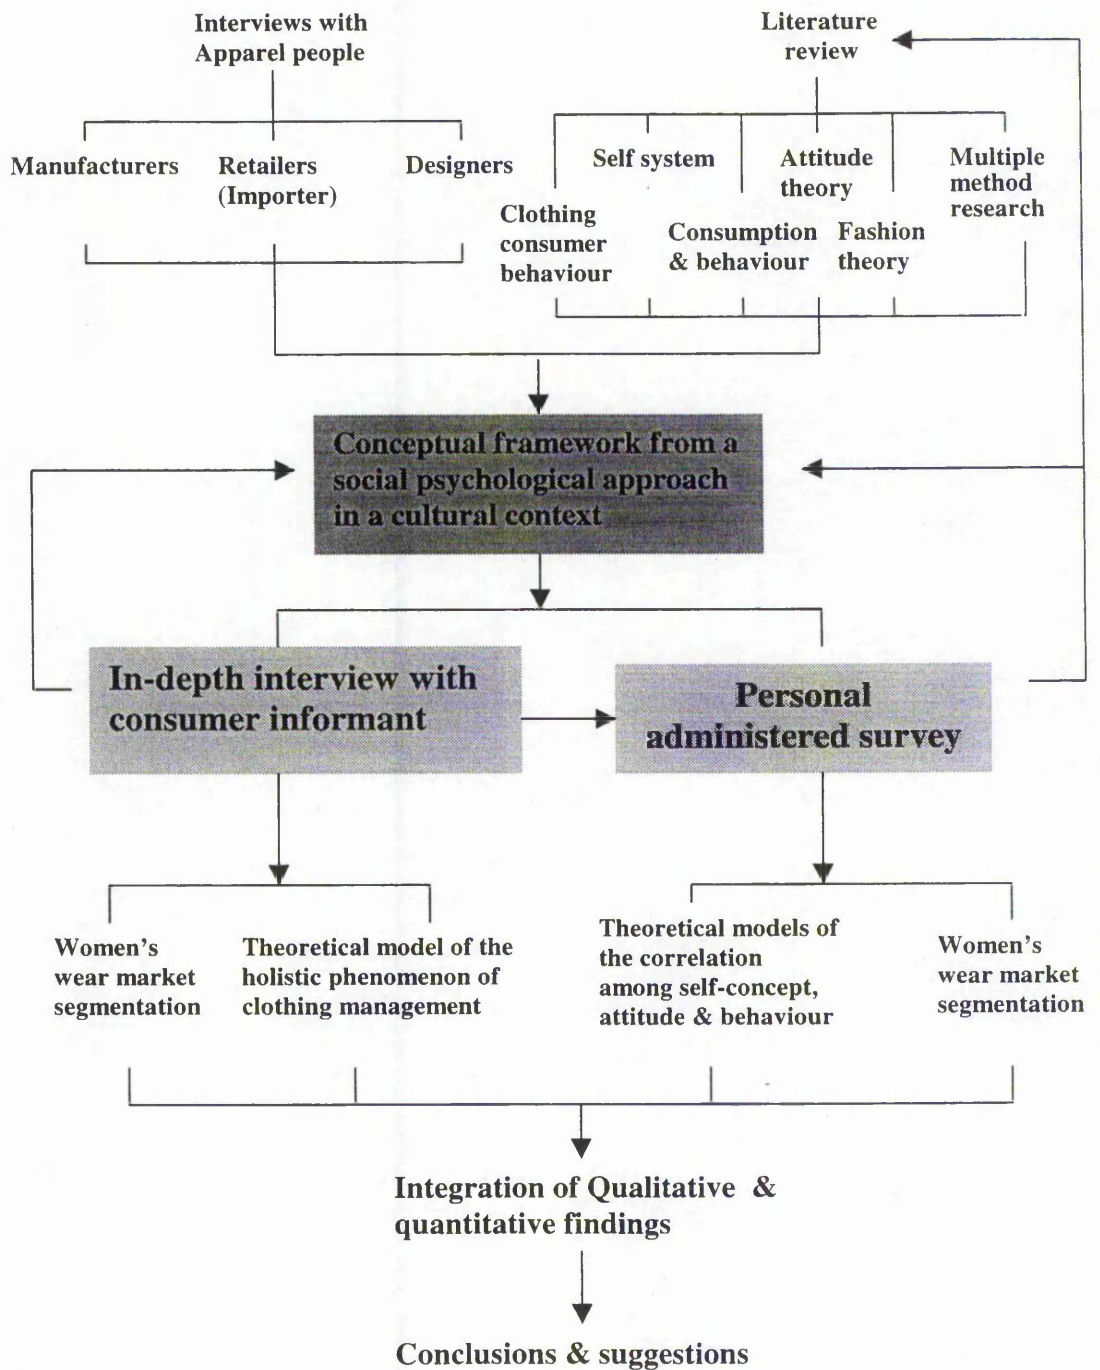 Interviews with
Apparel people
Literature
review
Manufacturers
Retailers
(Importer)
Designers
Self system
Attitude
theory
Multiple
method
research
Clothing
consumer
behaviour
Consumption
& behaviour
Fashion
theory
Conceptual framework from a
social psychological approach
in a cultural context
In-depth interview with
consumer informant
Personal
administered survey
Women's
wear market
segmentation
Theoretical model of the
holistic phenomenon of
clothing management
Theoretical models of
the correlation
among self-concept,
attitude & behaviour
Women's
wear market
segmentation
Integration of Qualitative &
quantitative findings
Conclusions & suggestions